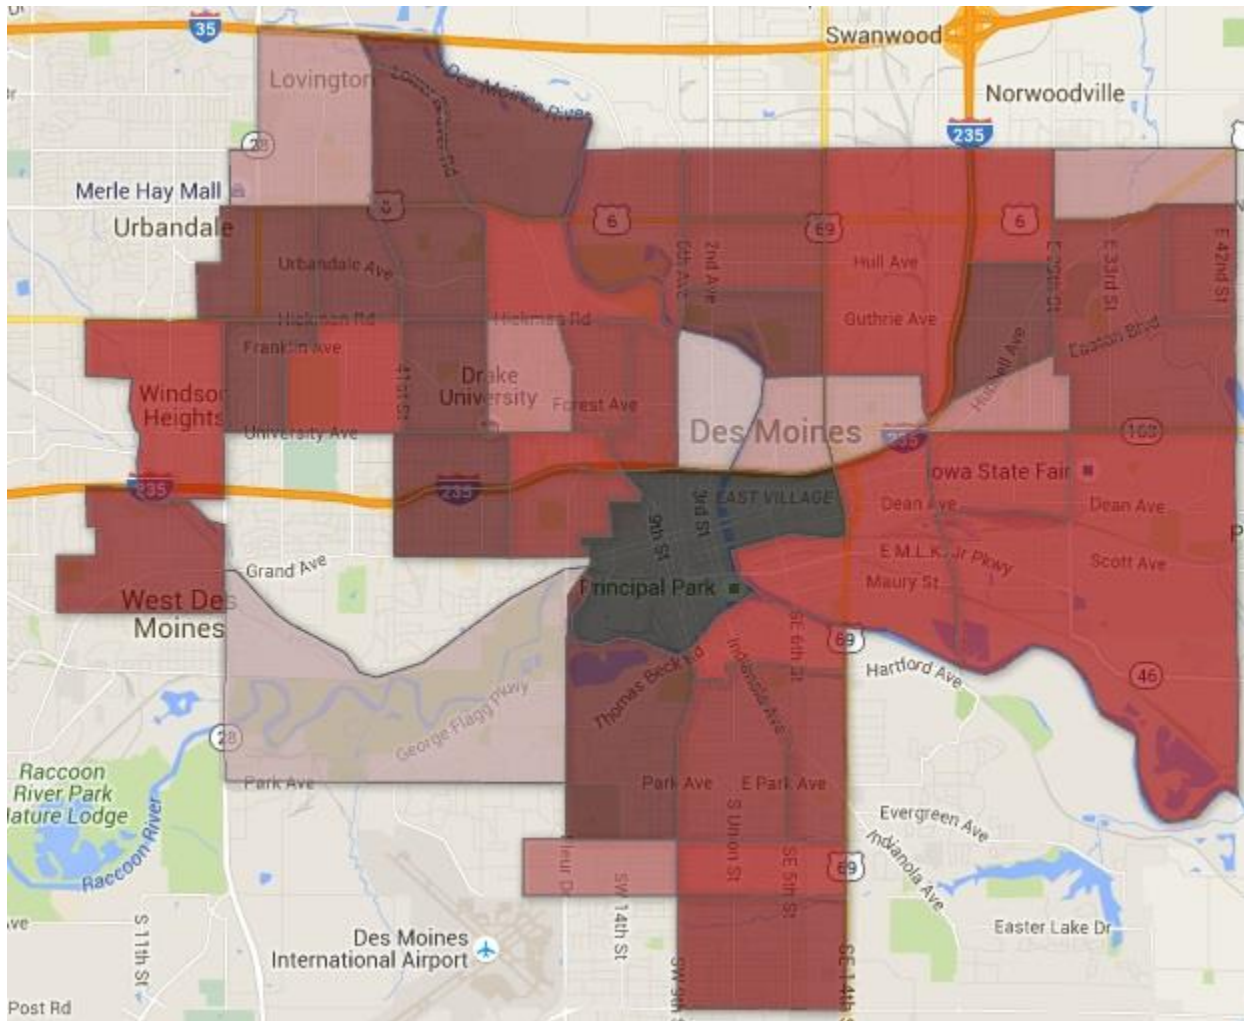 35
Swanwood
Lovington
Des Moines River
Norwoodville
235
28
Merle Hay Mall
Urbandale
6
69
6
6th Ave
2nd Ave
E 33rd St
E 42nd St
Urbandale Ave
Hull Ave
Hickman Rd
Hickman Rd
Guthrie Ave
Franklin Ave
Easton Blvd
Hubbell Ave
Windsor
Heights
41st St
Drake
University
Forest Ave
University Ave
Des Moines
235
163
Iowa State Fair
235
235
3rd St
EAST VILLAGE
Dean Ave
Dean Ave
9th St
E M.L.K. Jr Pkwy
Scott Ave
Grand Ave
Maury St
Principal Park
West Des
Moines
SE 6th St
69
Hartford Ave
46
Thomas Beck Rd
Indianola Ave
George Flagg Pkwy
28
Raccoon
River Park
Nature Lodge
Park Ave
Park Ave
E Park Ave
Raccoon River
S Union St
Evergreen Ave
Indianola Ave
Fleur Dr
SW 14th St
SE 5th St
69
S 11th St
Des Moines
International Airport
Easter Lake Dr
SE 14th S
Post Rd